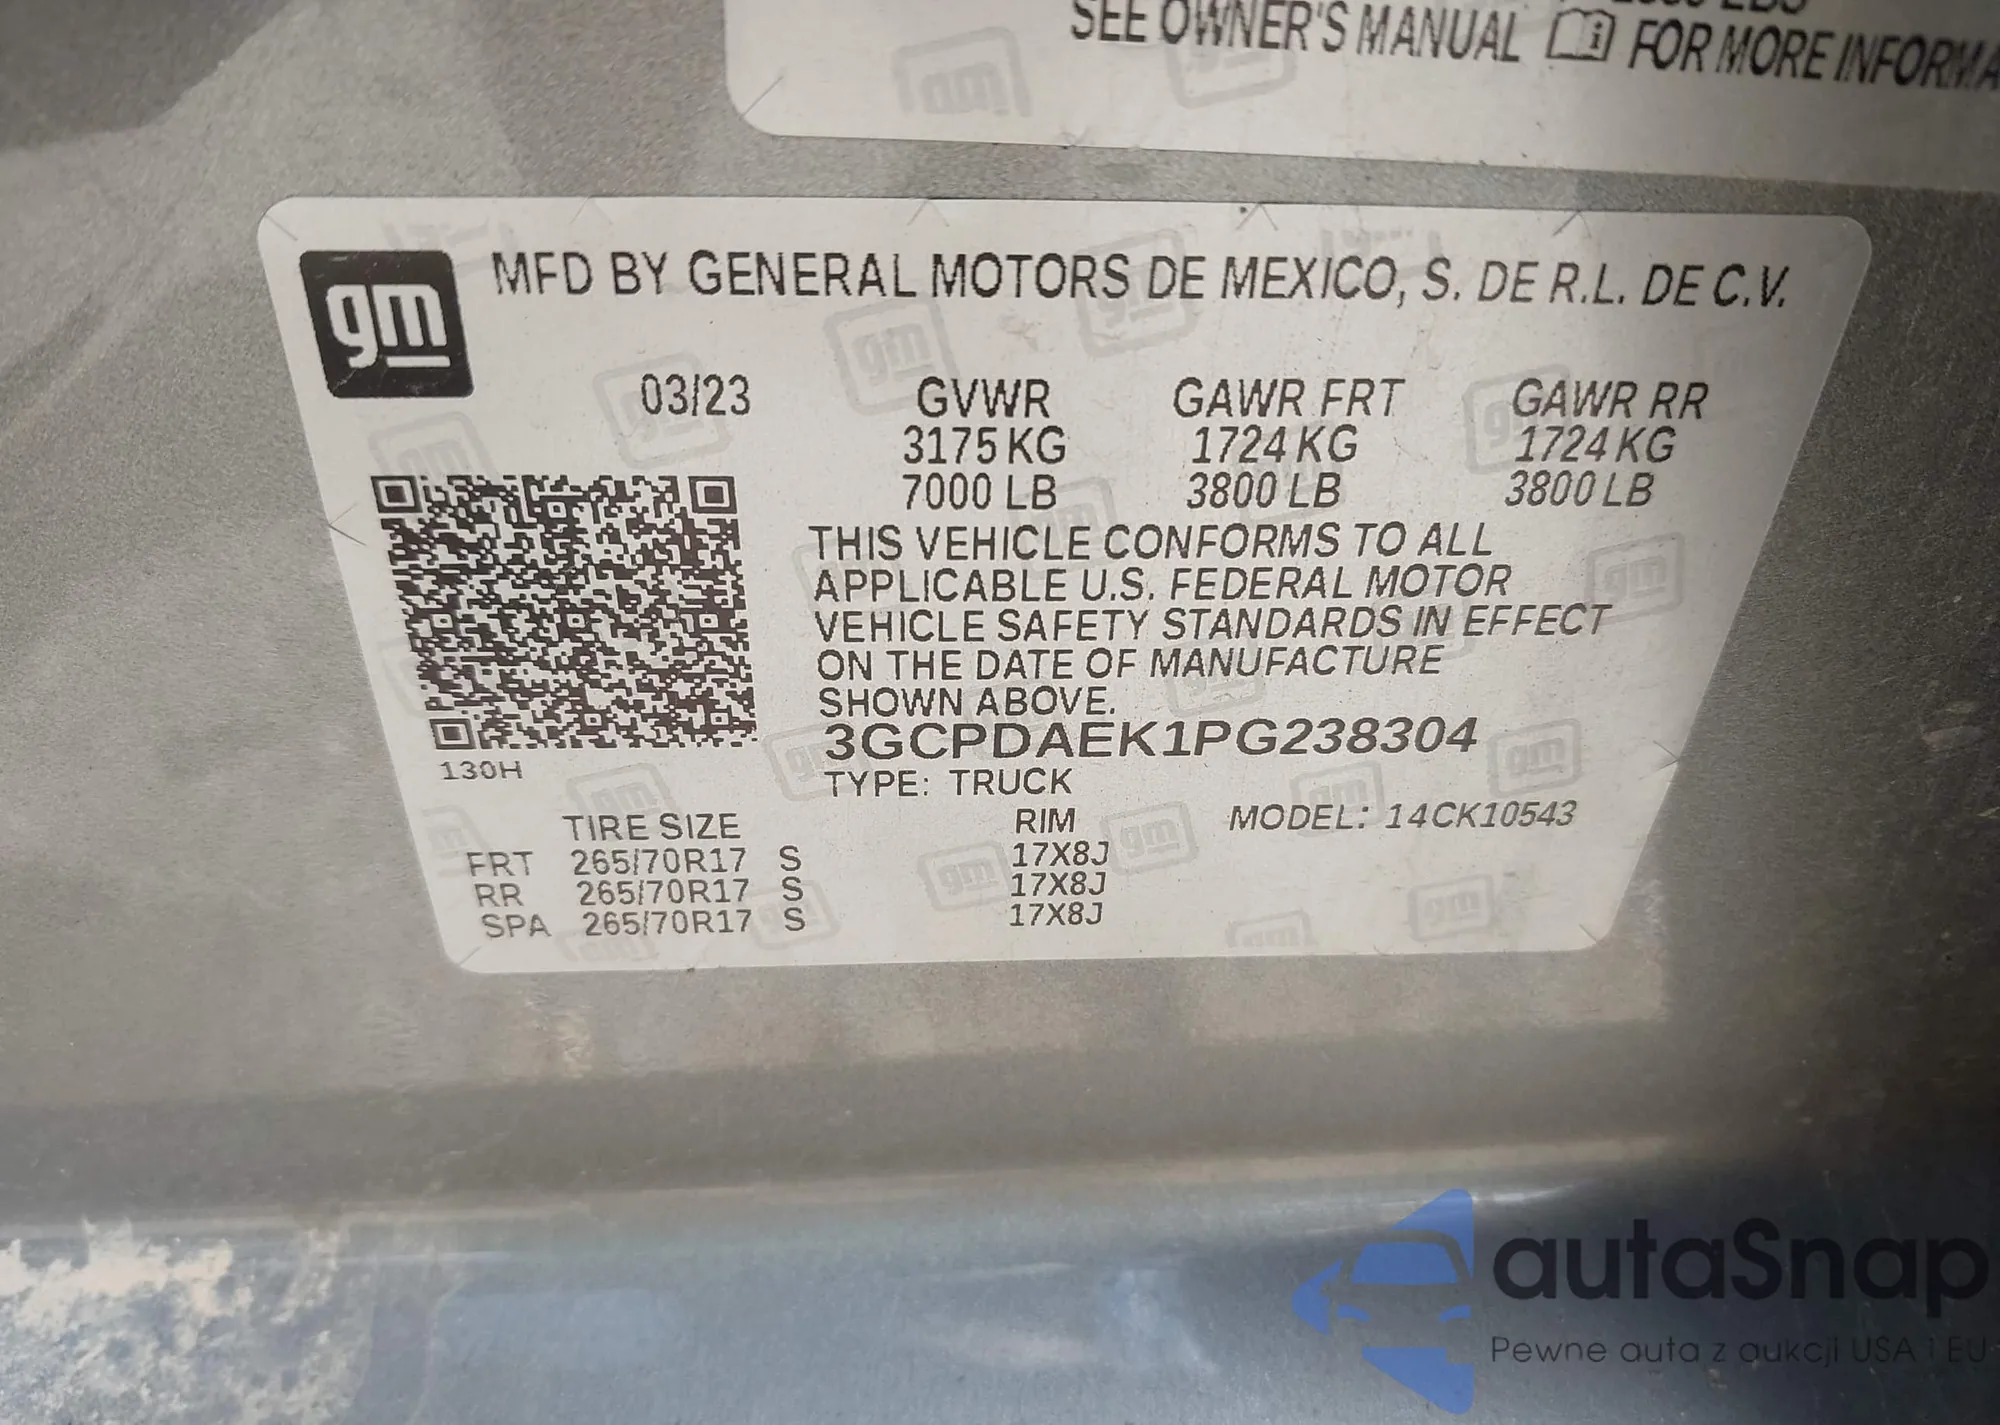 SEE OWNER'S MANUAL FOR MORE INFORMA
gm MFD BY GENERAL MOTORS DE MEXICO, S. DE R.L. DE C.V.
03/23 GVWR GAWR FRT GAWR RR
3175 KG 1724 KG 1724 KG
7000 LB 3800 LB 3800 LB
THIS VEHICLE CONFORMS TO ALL
APPLICABLE U.S. FEDERAL MOTOR
VEHICLE SAFETY STANDARDS IN EFFECT
ON THE DATE OF MANUFACTURE
SHOWN ABOVE.
3GCPDAEK1PG238304
130H
TYPE: TRUCK
TIRE SIZE RIM MODEL: 14CK10543
FRT 265/70R17 S 17X8J
RR 265/70R17 S 17X8J
SPA 265/70R17 S 17X8J
autaSnap
Pewne auta z aukcji USA i EU